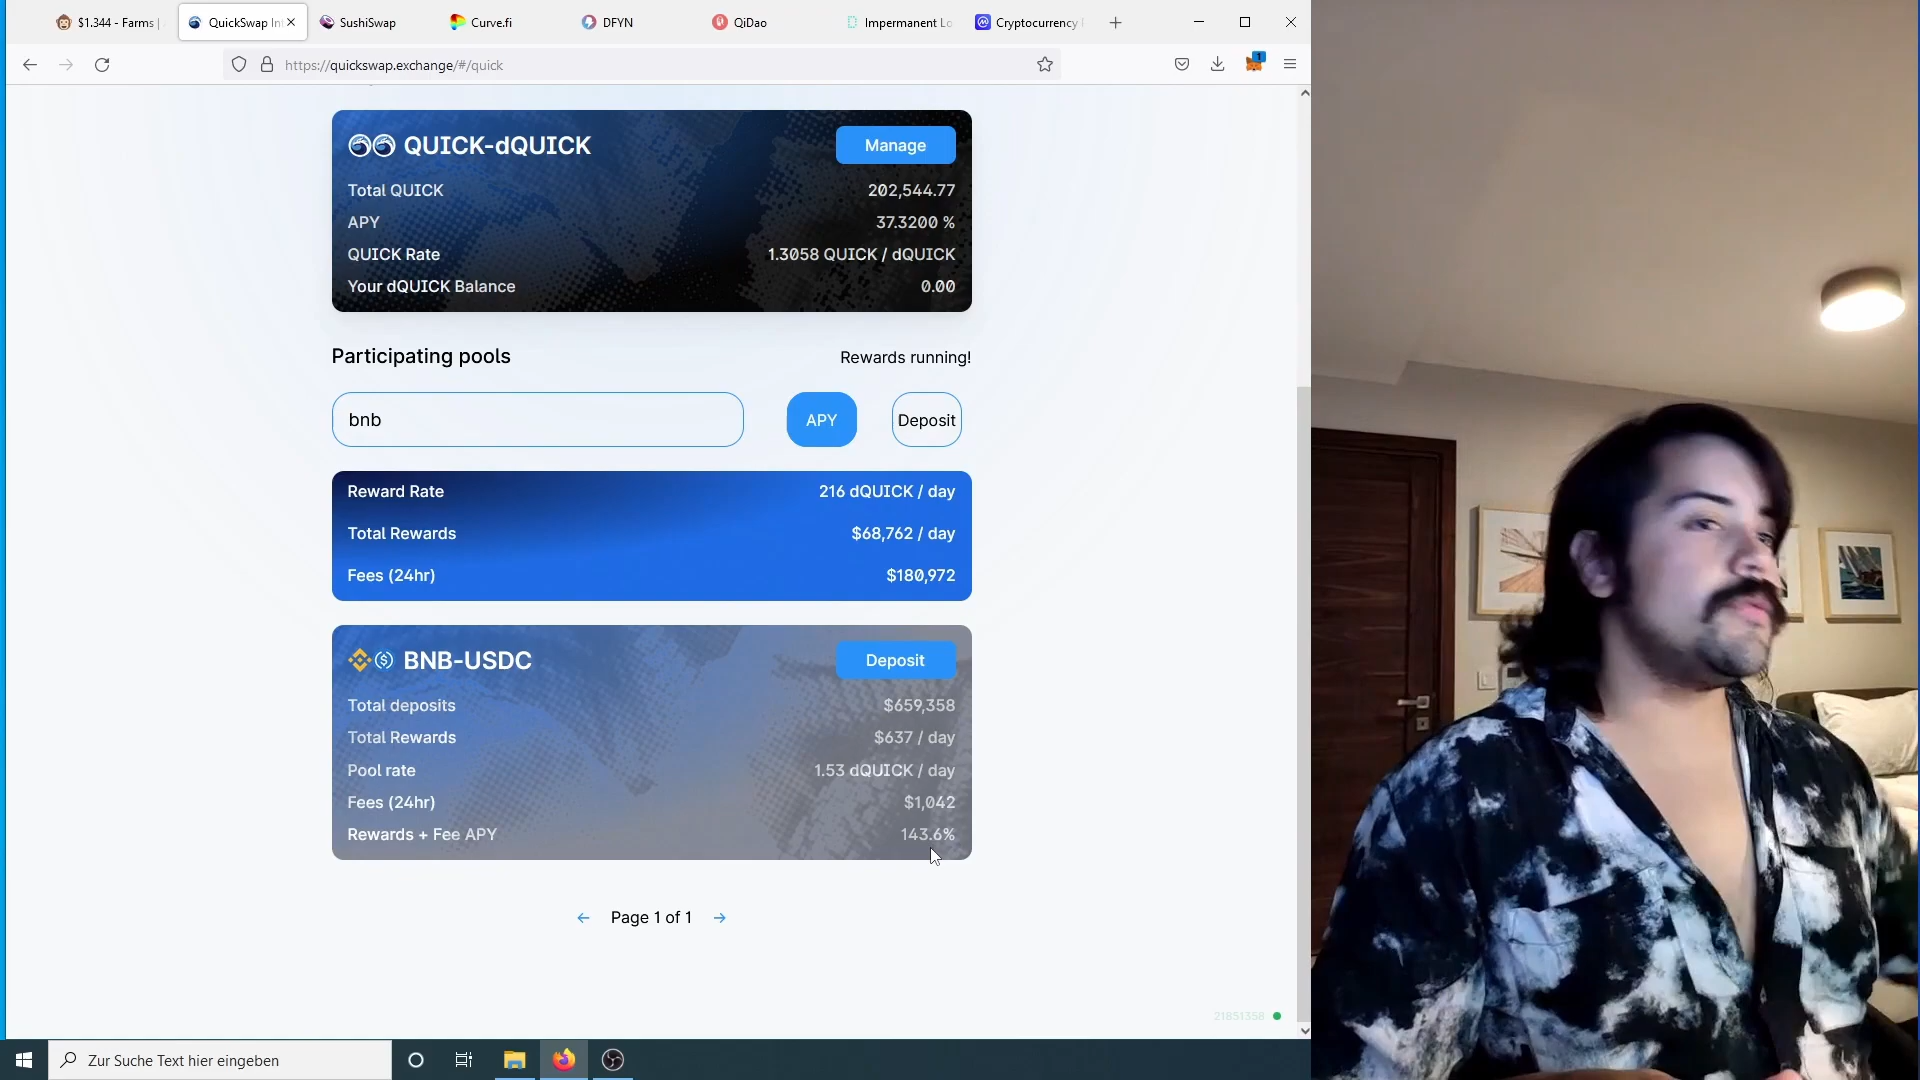 $1.344 - Farms |
QuickSwap In
SushiSwap
Curve.fi
DFYN
QiDao
Impermanent Lo
Cryptocurrency
https://quickswap.exchange/#/quick
1
QUICK-dQUICK
Manage
Total QUICK 202,544.77
APY 37.3200 %
QUICK Rate 1.3058 QUICK / dQUICK
Your dQUICK Balance 0.00
Participating pools Rewards running!
bnb APY Deposit
Reward Rate 216 dQUICK / day
Total Rewards $68,762 / day
Fees (24hr) $180,972
BNB-USDC Deposit
Total deposits $659,358
Total Rewards $637 / day
Pool rate 1.53 dQUICK / day
Fees (24hr) $1,042
Rewards + Fee APY 143.6%
← Page 1 of 1 →
21851358
Zur Suche Text hier eingeben